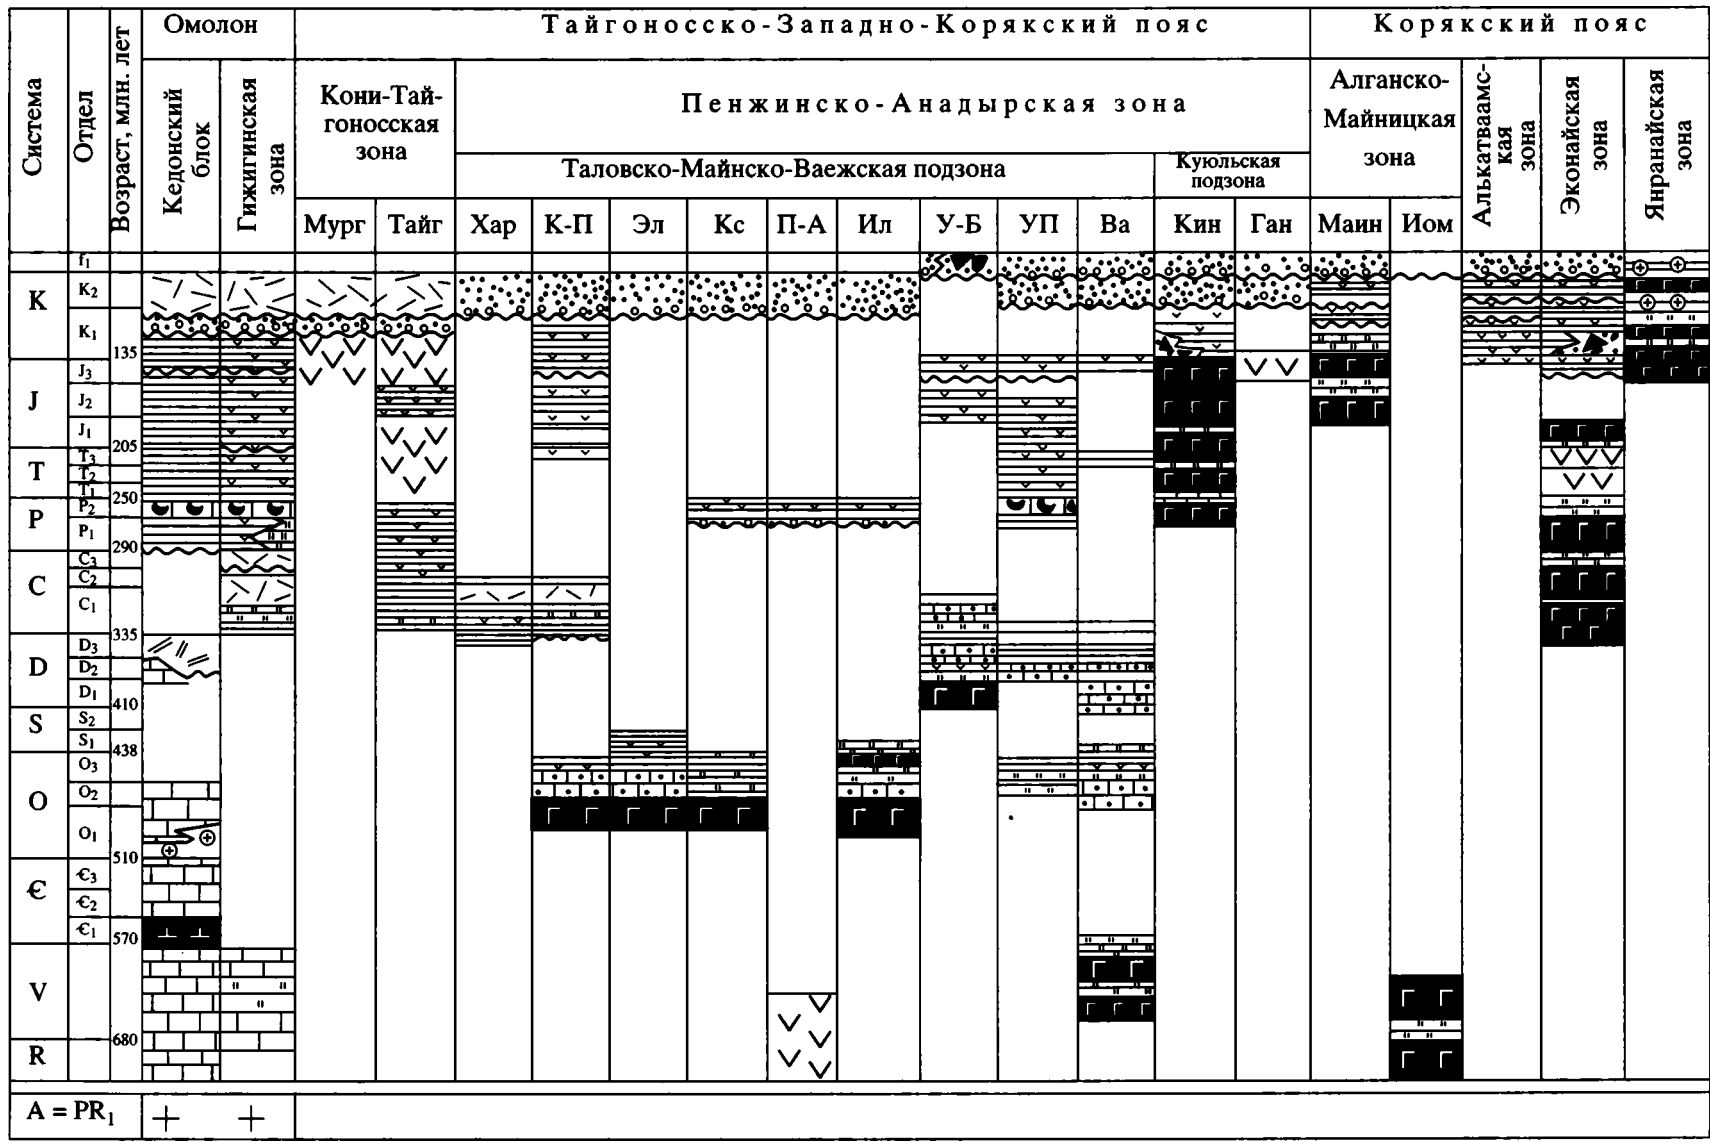 Омолон
Тайгоносско-Западно-Корякский пояс
Корякский пояс
Система
Отдел
Возраст, млн. лет
Кедонский
блок
Гижигинская
зона
Кони-Тай-
гоносская
зона
Пенжинско-Анадырская зона
Таловско-Майнско-Ваежская подзона
Куюльская
подзона
Алганско-
Майницкая
зона
Алькатваамс-
кая
зона
Эконайская
зона
Янранайская
зона
Мург Тайг Хар К-П Эл Кс П-А Ил У-Б УП Ва Кин Ган Маин Иом
f1
K
K2
K1
135
J
J3
J2
J1
205
T
T3
T2
T1
250
P
P2
P1
290
C
C3
C2
C1
335
D
D3
D2
D1
410
S
S2
S1
438
O
O3
O2
O1
510
Є
Є3
Є2
Є1
570
V
680
R
A = PR1